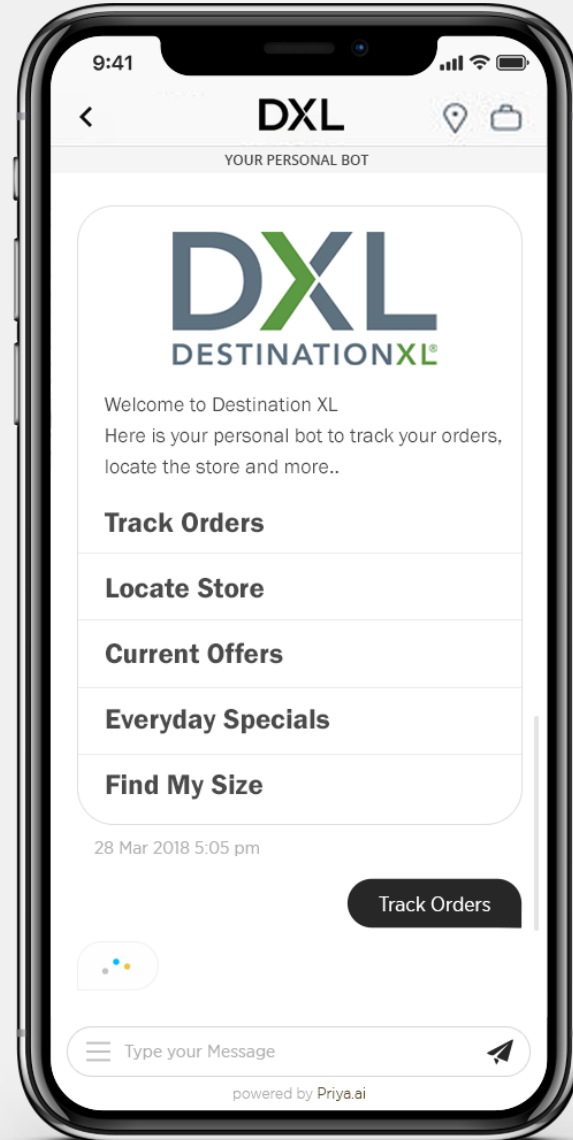 9:41
DXL
YOUR PERSONAL BOT
DXL
DESTINATIONXL®
Welcome to Destination XL
Here is your personal bot to track your orders,
locate the store and more..
Track Orders
Locate Store
Current Offers
Everyday Specials
Find My Size
28 Mar 2018 5:05 pm
Track Orders
Type your Message
powered by Priya.ai